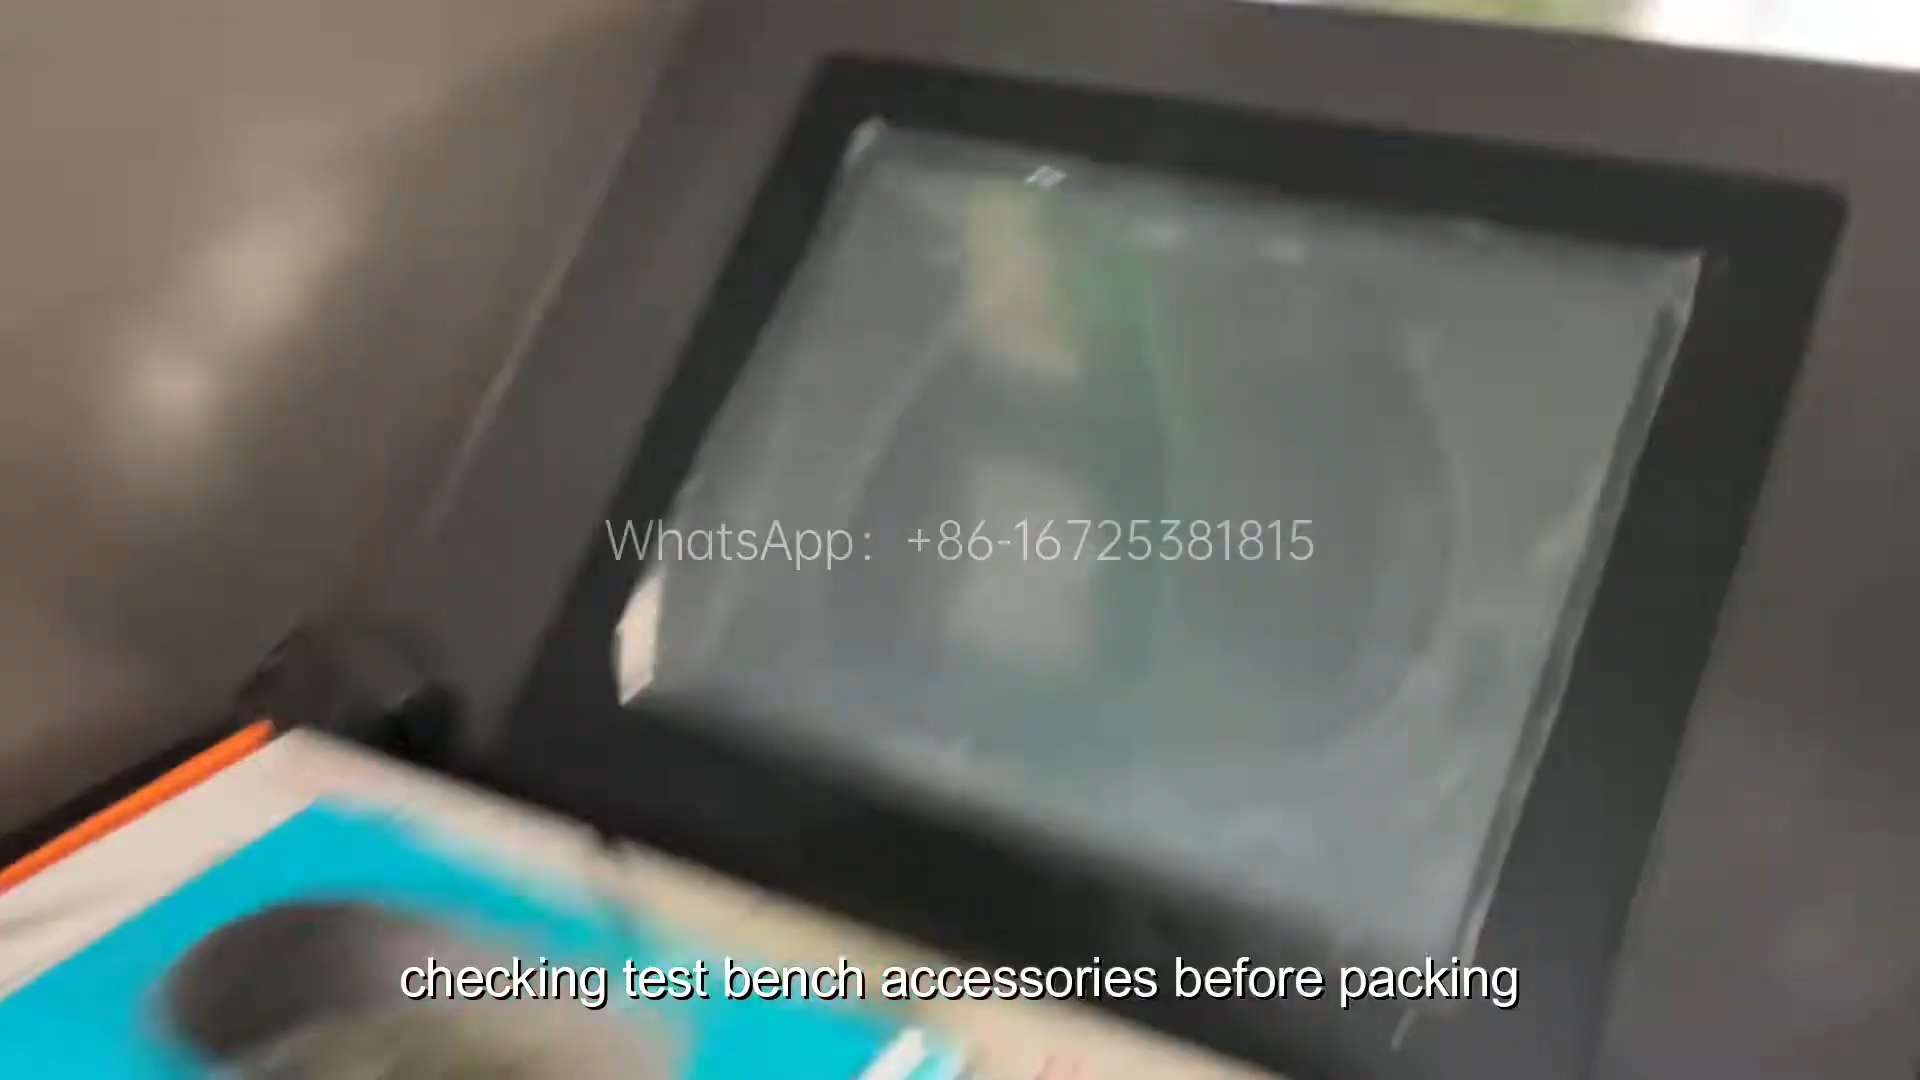 WhatsApp：+86-16725381815
checking test bench accessories before packing